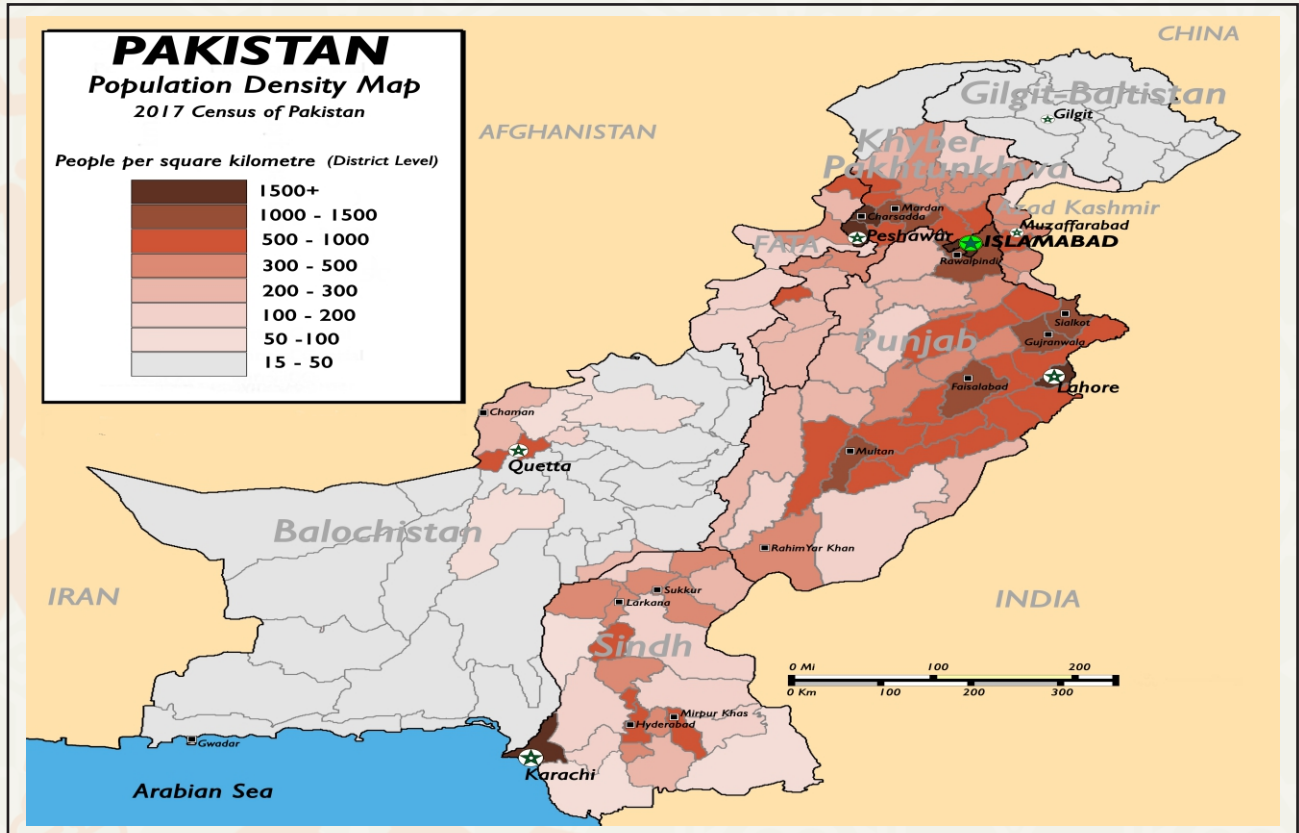 PAKISTAN
Population Density Map
2017 Census of Pakistan
People per square kilometre (District Level)
1500+
1000 - 1500
500 - 1000
300 - 500
200 - 300
100 - 200
50 -100
15 - 50
CHINA
Gilgit-Baltistan
Gilgit
AFGHANISTAN
Khyber
Pakhtunkhwa
Mardan
Charsadda
Azad Kashmir
Muzaffarabad
FATA
Peshawar
ISLAMABAD
Rawalpindi
Sialkot
Punjab
Gujranwala
Faisalabad
Lahore
Chaman
Multan
Quetta
Balochistan
RahimYar Khan
IRAN
Sukkur
Larkana
INDIA
Sindh
0 Mi 100 200
0 Km 100 200 300
Mirpur Khas
Hyderabad
Gwadar
Karachi
Arabian Sea